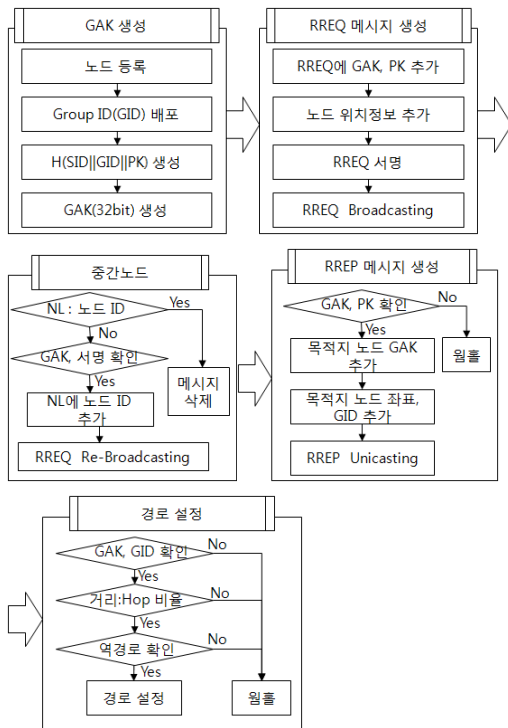 GAK 생성
노드 등록
Group ID(GID) 배포
H(SID||GID||PK) 생성
GAK(32bit) 생성
RREQ 메시지 생성
RREQ에 GAK, PK 추가
노드 위치정보 추가
RREQ 서명
RREQ Broadcasting
중간노드
NL : 노드 ID
Yes
No
GAK, 서명 확인
Yes
메시지
삭제
NL에 노드 ID
추가
RREQ Re-Broadcasting
RREP 메시지 생성
GAK, PK 확인
No
Yes
웜홀
목적지 노드 GAK
추가
목적지 노드 좌표,
GID 추가
RREP Unicasting
경로 설정
GAK, GID 확인
No
Yes
거리:Hop 비율
No
Yes
역경로 확인
No
Yes
경로 설정
웜홀